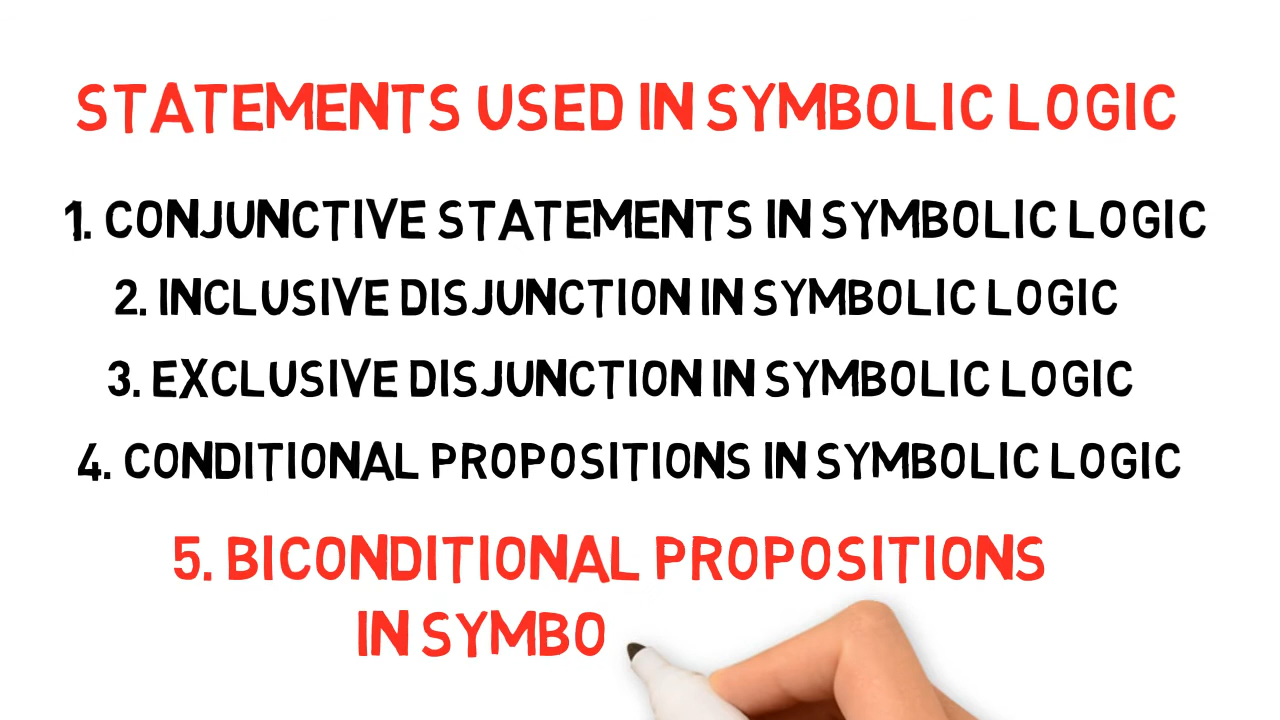 STATEMENTS USED IN SYMBOLIC LOGIC
1. CONJUNCTIVE STATEMENTS IN SYMBOLIC LOGIC
2. INCLUSIVE DISJUNCTION IN SYMBOLIC LOGIC
3. EXCLUSIVE DISJUNCTION IN SYMBOLIC LOGIC
4. CONDITIONAL PROPOSITIONS IN SYMBOLIC LOGIC
5. BICONDITIONAL PROPOSITIONS
IN SYMBO